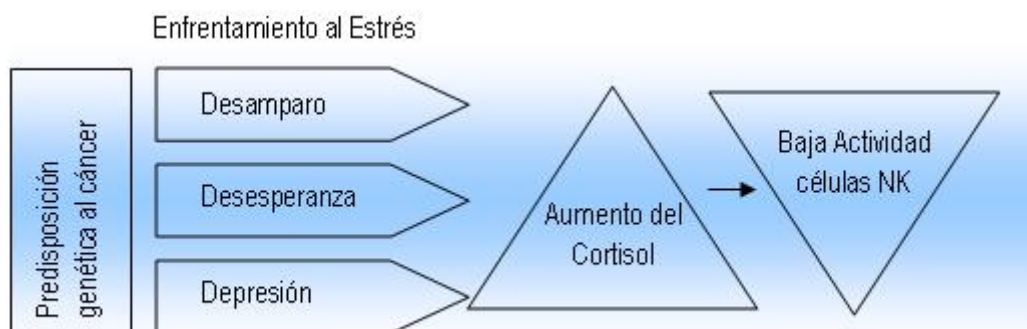 Enfrentamiento al Estrés
Predisposición
genética al cáncer
Desamparo
Desesperanza
Depresión
Aumento del
Cortisol
Baja Actividad
células NK